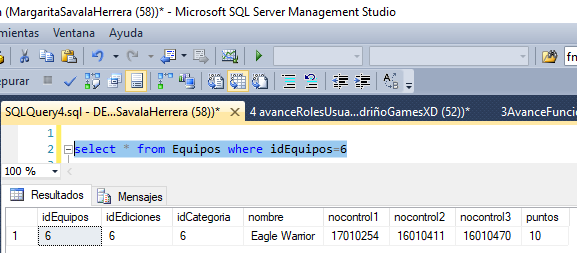 (MargaritaSavalaHerrera (58))* - Microsoft SQL Server Management Studio
mientas Ventana Ayuda
epurar
SQLQuery4.sql - DE...SavalaHerrera (58))* 4 avanceRolesUsua...driñoGamesXD (52))* 3AvanceFuncio
1
2 select * from Equipos where idEquipos=6
100 %
Resultados Mensajes
idEquipos idEdiciones idCategoria nombre nocontrol1 nocontrol2 nocontrol3 puntos
1 6 6 6 Eagle Warrior 17010254 16010411 16010470 10